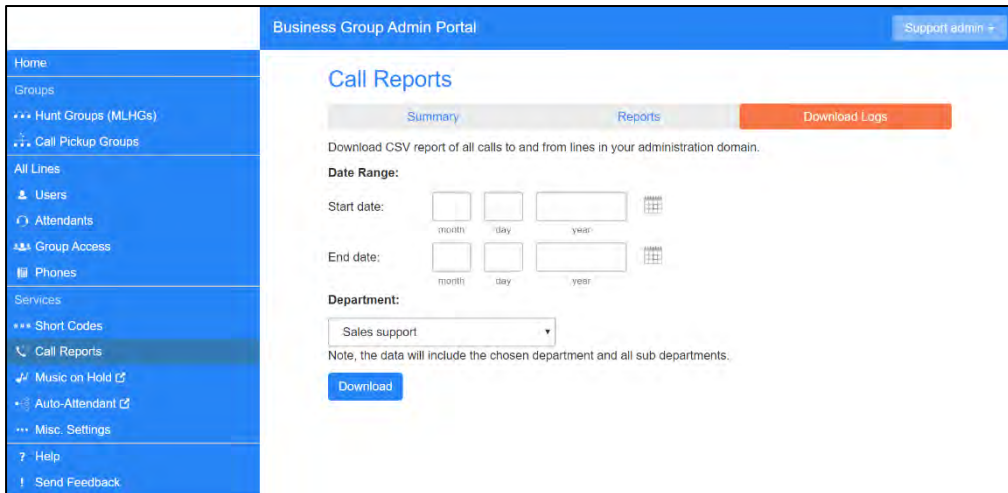 Business Group Admin Portal
Support admin
Home
Groups
Hunt Groups (MLHGs)
Call Pickup Groups
All Lines
Users
Attendants
Group Access
Phones
Services
Short Codes
Call Reports
Music on Hold
Auto-Attendant
Misc. Settings
? Help
! Send Feedback
Call Reports
Summary Reports Download Logs
Download CSV report of all calls to and from lines in your administration domain.
Date Range:
Start date:
month day year
End date:
month day year
Department:
Sales support
Note, the data will include the chosen department and all sub departments.
Download